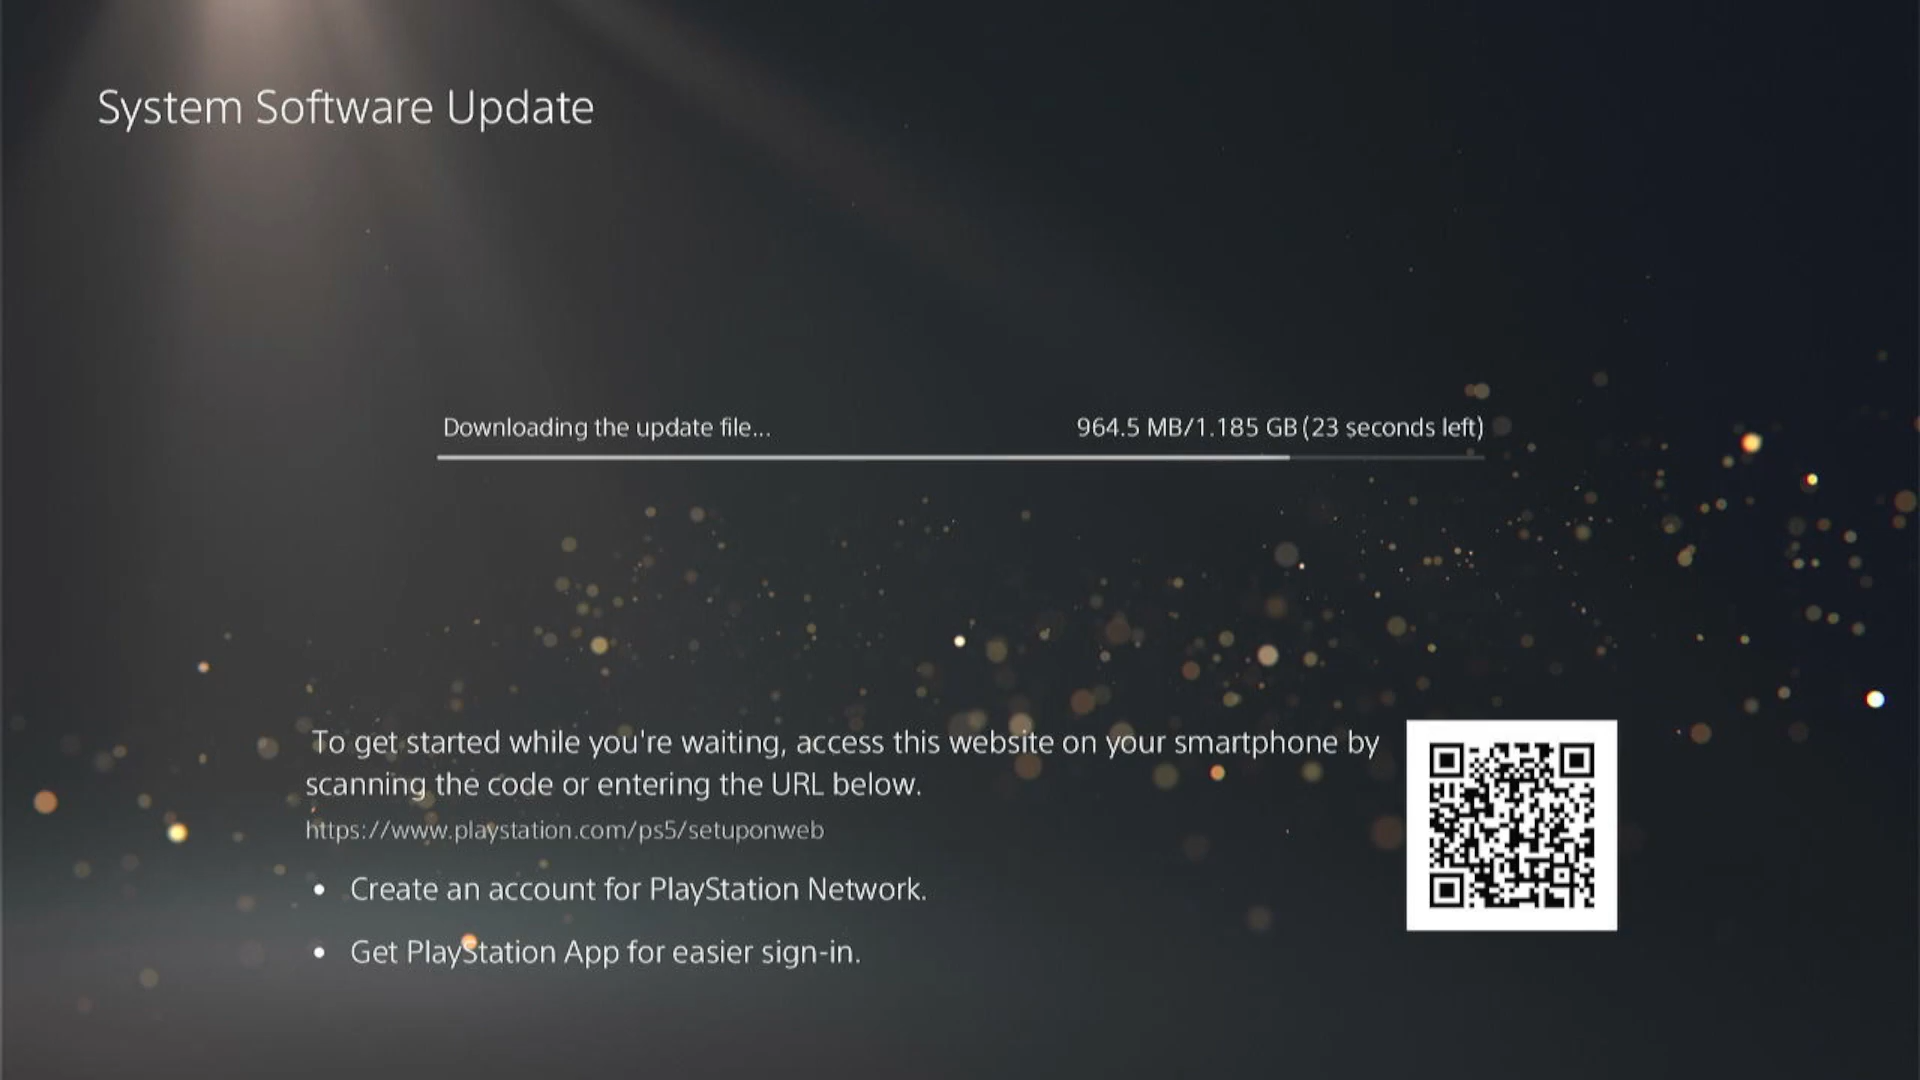 System Software Update
Downloading the update file... 964.5 MB/1.185 GB (23 seconds left)
To get started while you're waiting, access this website on your smartphone by
scanning the code or entering the URL below.
https://www.playstation.com/ps5/setuponweb
• Create an account for PlayStation Network.
• Get PlayStation App for easier sign-in.